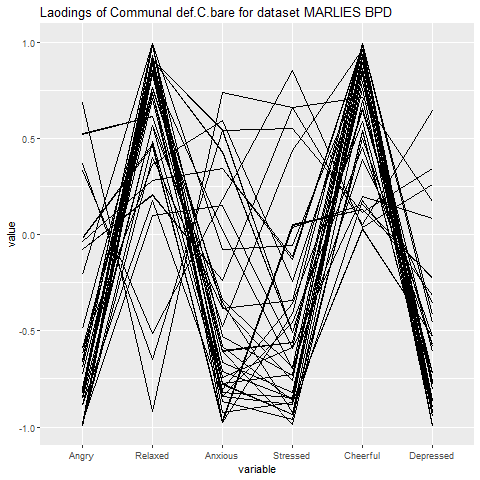 Laodings of Communal def.C.bare for dataset MARLIES BPD
1.0
0.5
0.0
-0.5
-1.0
value
Angry Relaxed Anxious Stressed Cheerful Depressed
variable